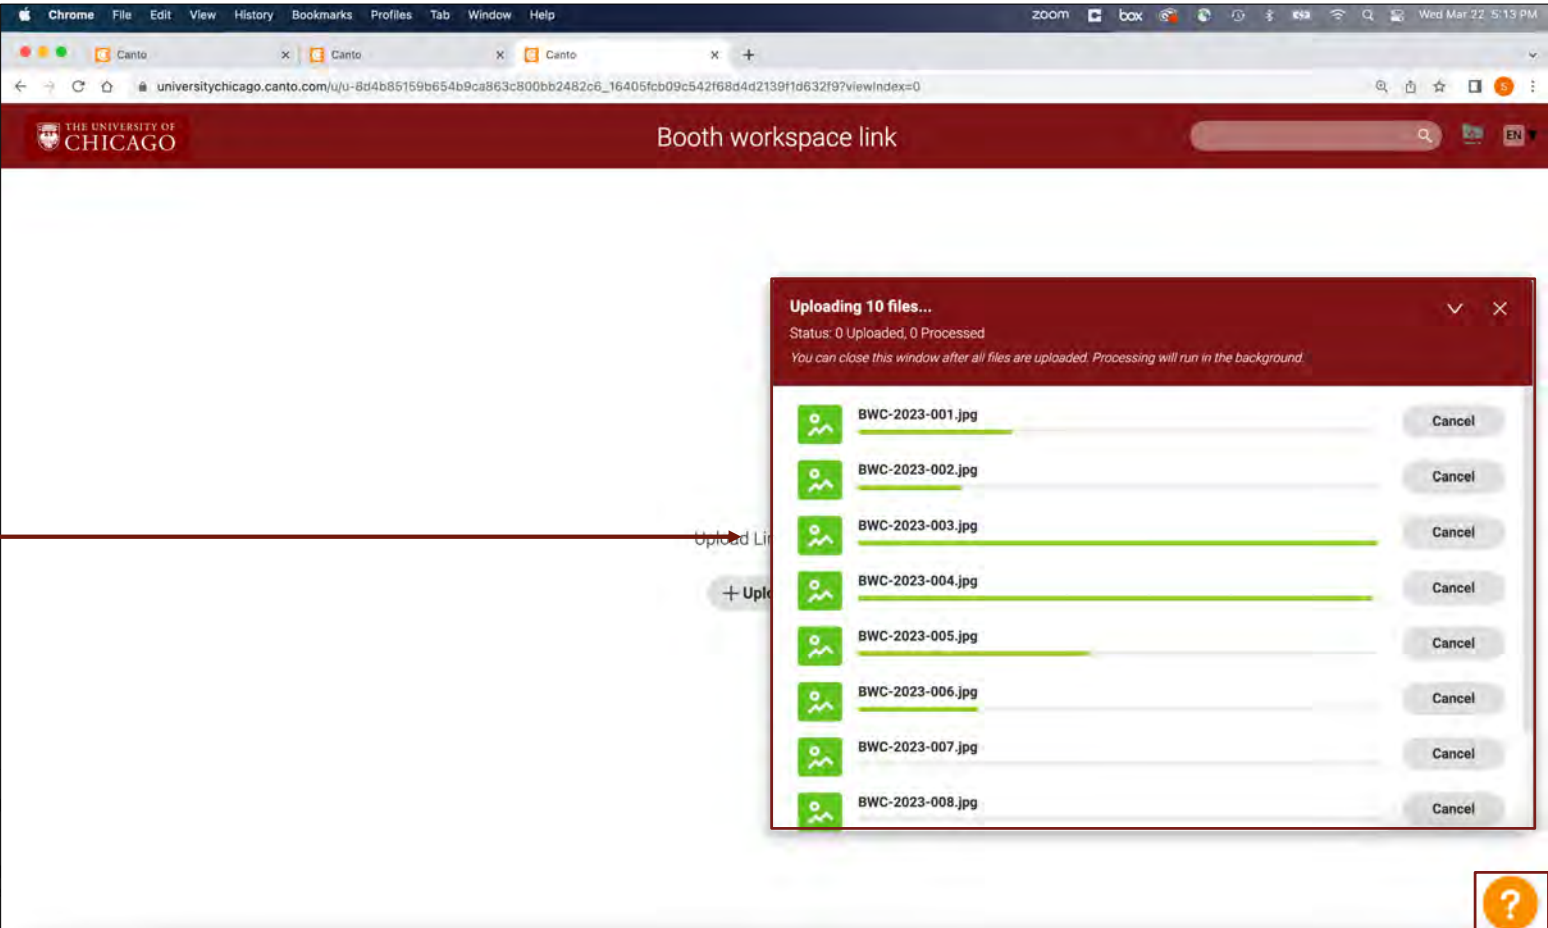 Chrome File Edit View History Bookmarks Profiles Tab Window Help zoom box Wed Mar 22 5:13 PM
Canto Canto Canto
universitychicago.canto.com/u/u-8d4b85159b654b9ca863c800bb2482c6_16405fcb09c542f68d4d2139f1d632f9?viewIndex=0 S
THE UNIVERSITY OF
CHICAGO
Booth workspace link
EN
Uploading 10 files...
Status: 0 Uploaded, 0 Processed
You can close this window after all files are uploaded. Processing will run in the background.
BWC-2023-001.jpg Cancel
BWC-2023-002.jpg Cancel
BWC-2023-003.jpg Cancel
Upload Li
BWC-2023-004.jpg Cancel
+ Uplo
BWC-2023-005.jpg Cancel
BWC-2023-006.jpg Cancel
BWC-2023-007.jpg Cancel
BWC-2023-008.jpg Cancel
?